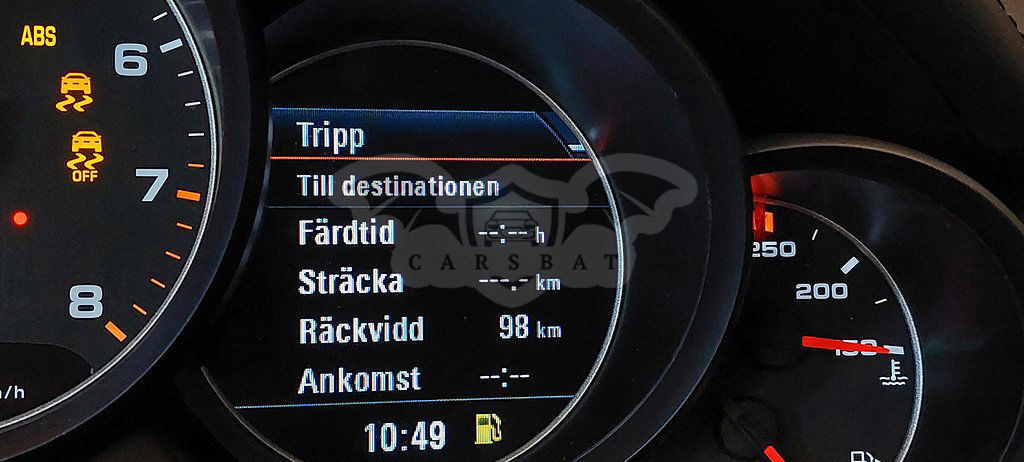 ABS
6
OFF
7
8
Tripp
Till destinationen
Färdtid --:-- h
Sträcka ---.- km
Räckvidd 98 km
Ankomst --:--
10:49
CARSBAT
250
200